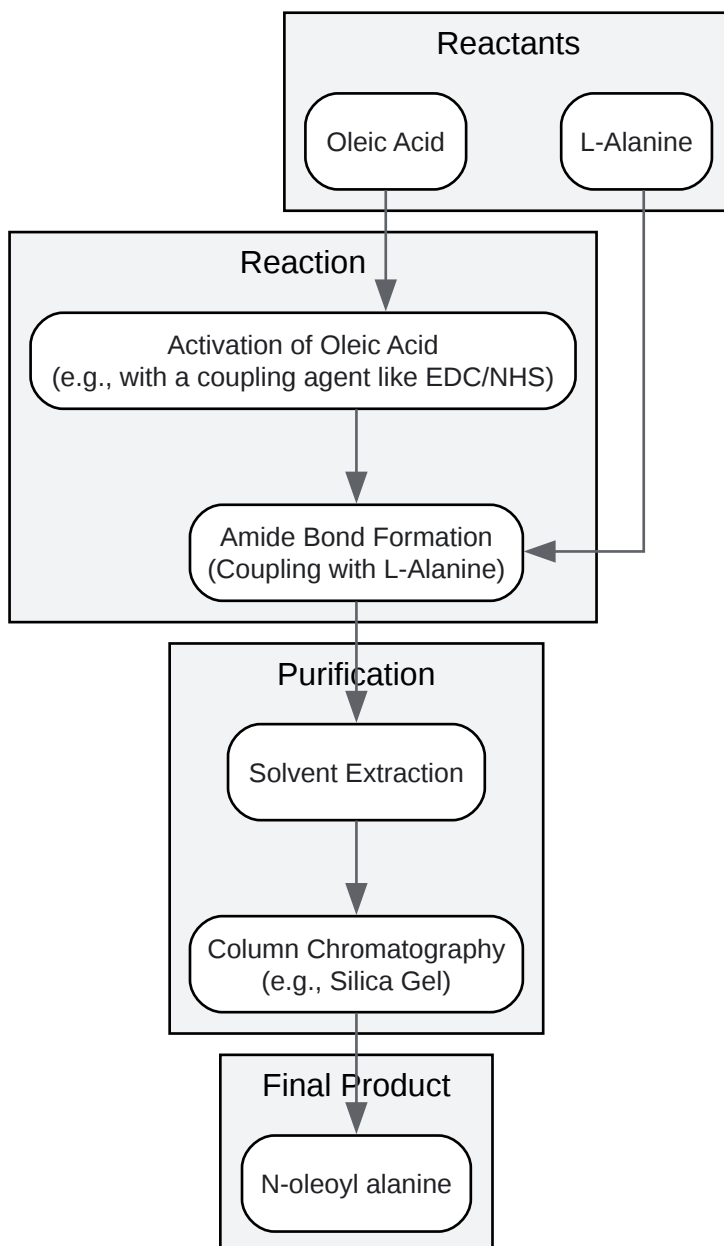 Reactants
Oleic Acid
L-Alanine
Reaction
Activation of Oleic Acid
(e.g., with a coupling agent like EDC/NHS)
Amide Bond Formation
(Coupling with L-Alanine)
Purification
Solvent Extraction
Column Chromatography
(e.g., Silica Gel)
Final Product
N-oleoyl alanine